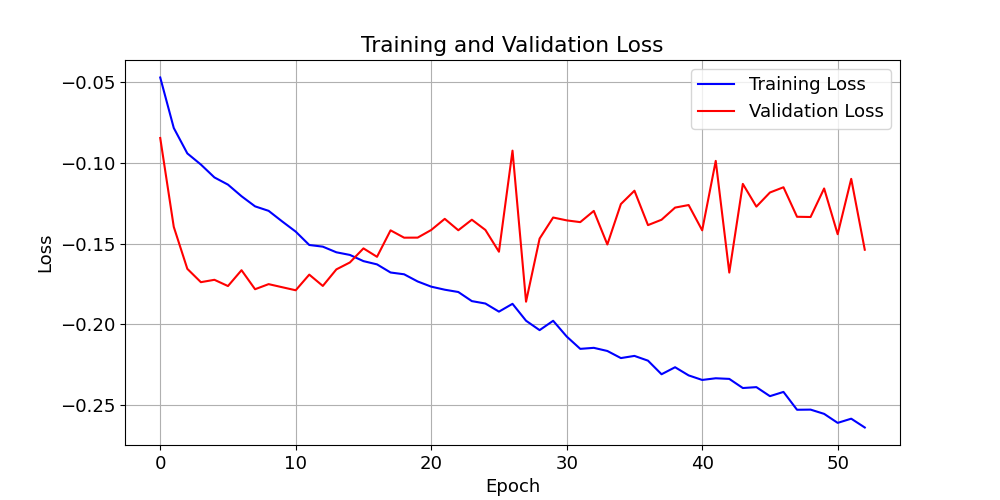 Training and Validation Loss
Training Loss
Validation Loss
−0.05
−0.10
−0.15
−0.20
−0.25
Loss
0 10 20 30 40 50
Epoch